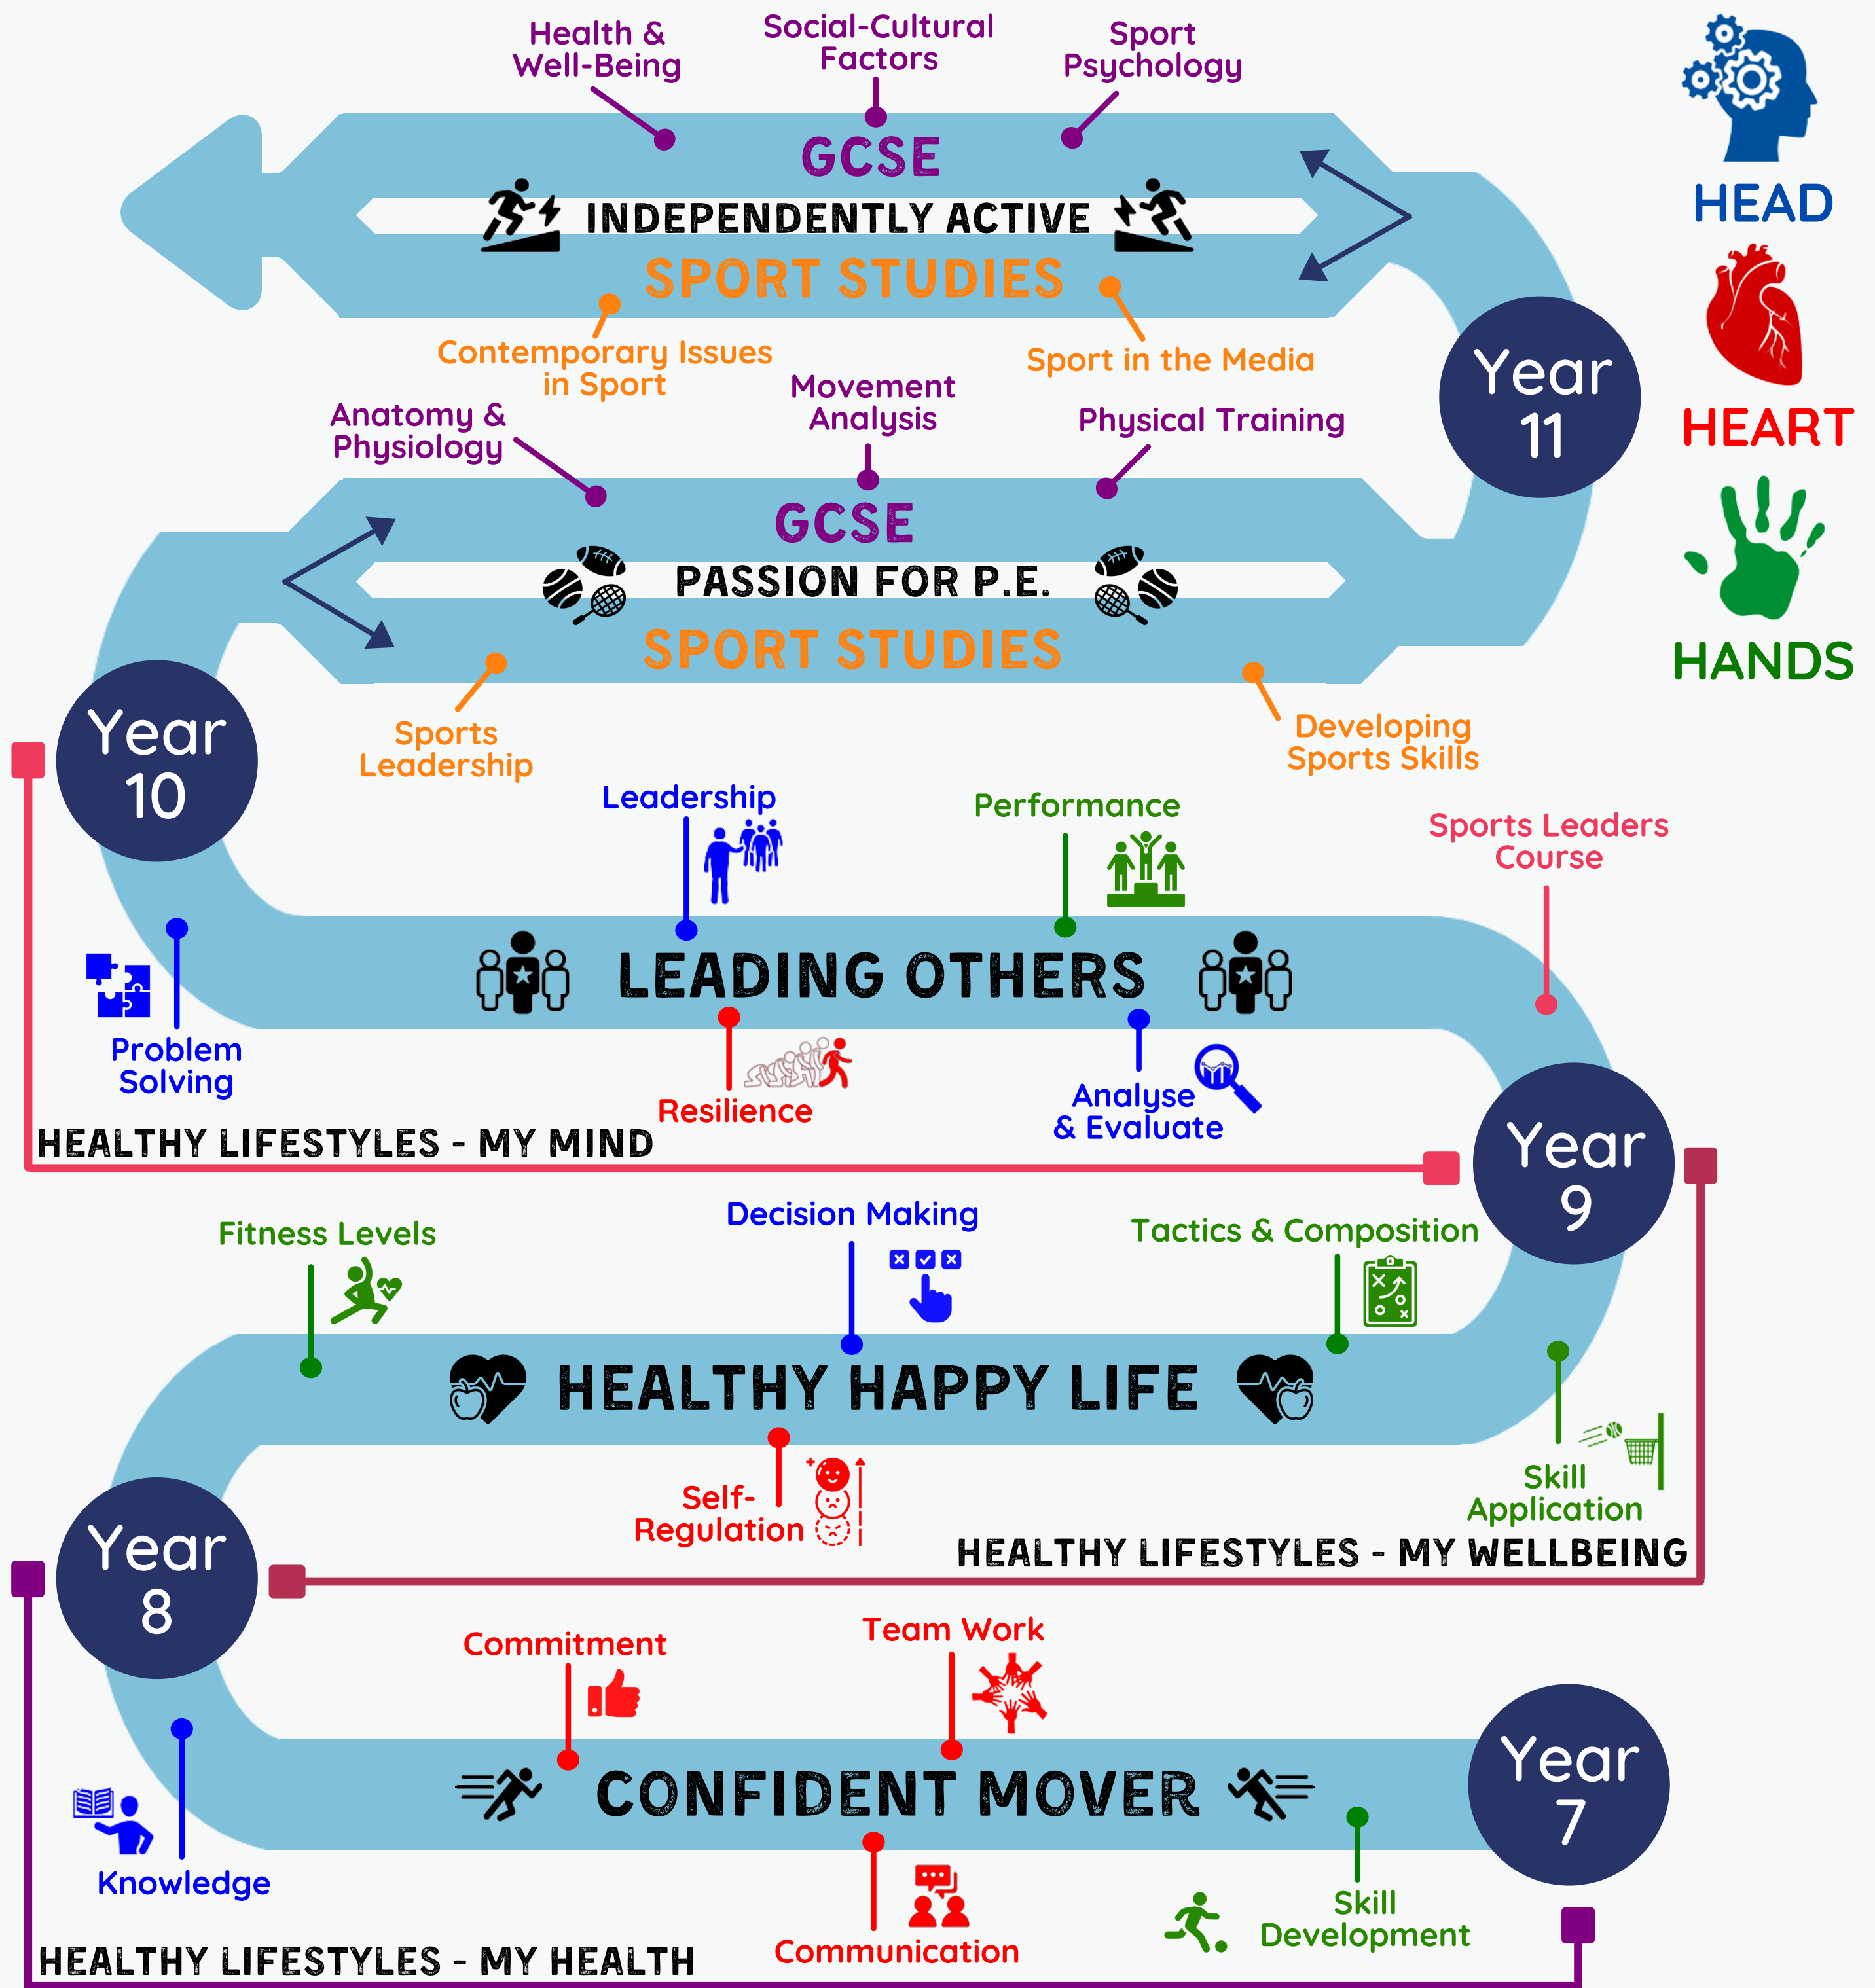 Health &
Well-Being
Social-Cultural
Factors
Sport
Psychology
HEAD
GCSE
INDEPENDENTLY ACTIVE
SPORT STUDIES
Contemporary Issues
in Sport
Sport in the Media
Year
11
HEART
Anatomy &
Physiology
Movement
Analysis
Physical Training
GCSE
PASSION FOR P.E.
SPORT STUDIES
HANDS
Sports
Leadership
Developing
Sports Skills
Year
10
Leadership
Performance
Sports Leaders
Course
LEADING OTHERS
Problem
Solving
Resilience
Analyse
& Evaluate
HEALTHY LIFESTYLES - MY MIND
Year
9
Fitness Levels
Decision Making
Tactics & Composition
HEALTHY HAPPY LIFE
Self-
Regulation
Skill
Application
HEALTHY LIFESTYLES - MY WELLBEING
Year
8
Commitment
Team Work
CONFIDENT MOVER
Year
7
Knowledge
Communication
Skill
Development
HEALTHY LIFESTYLES - MY HEALTH